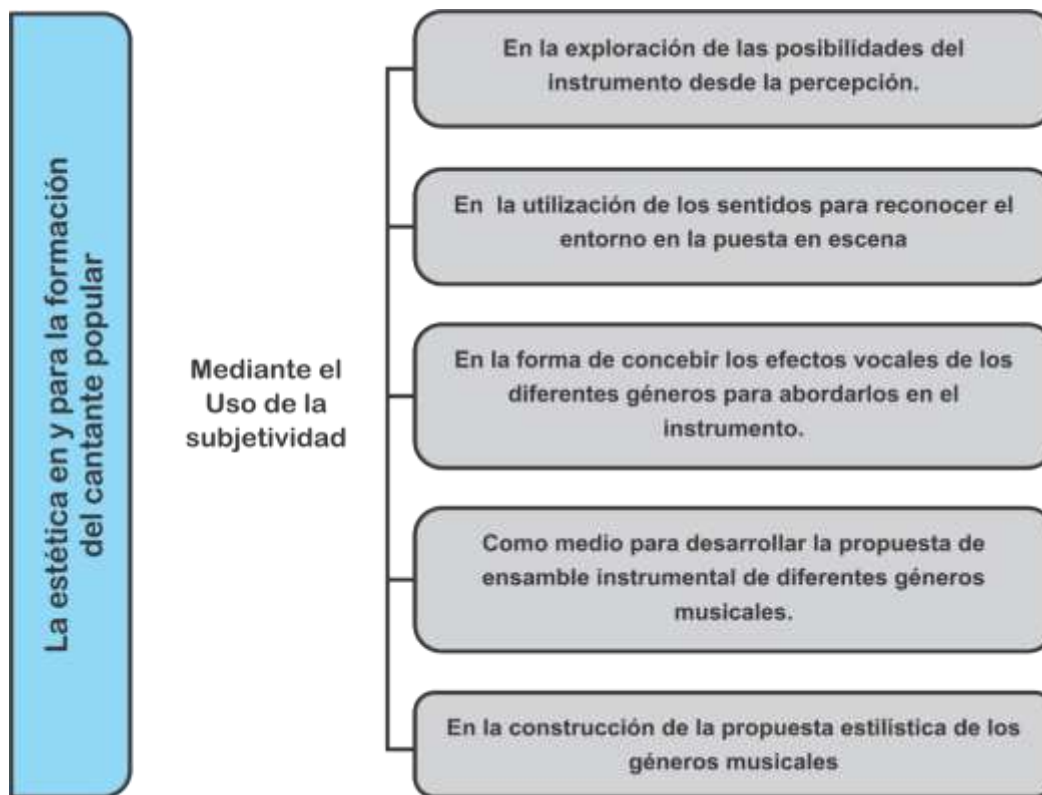 La estética en y para la formación
del cantante popular
Mediante el
Uso de la
subjetividad
En la exploración de las posibilidades del
instrumento desde la percepción.
En la utilización de los sentidos para reconocer el
entorno en la puesta en escena
En la forma de concebir los efectos vocales de los
diferentes géneros para abordarlos en el
instrumento.
Como medio para desarrollar la propuesta de
ensamble instrumental de diferentes géneros
musicales.
En la construcción de la propuesta estilística de los
géneros musicales